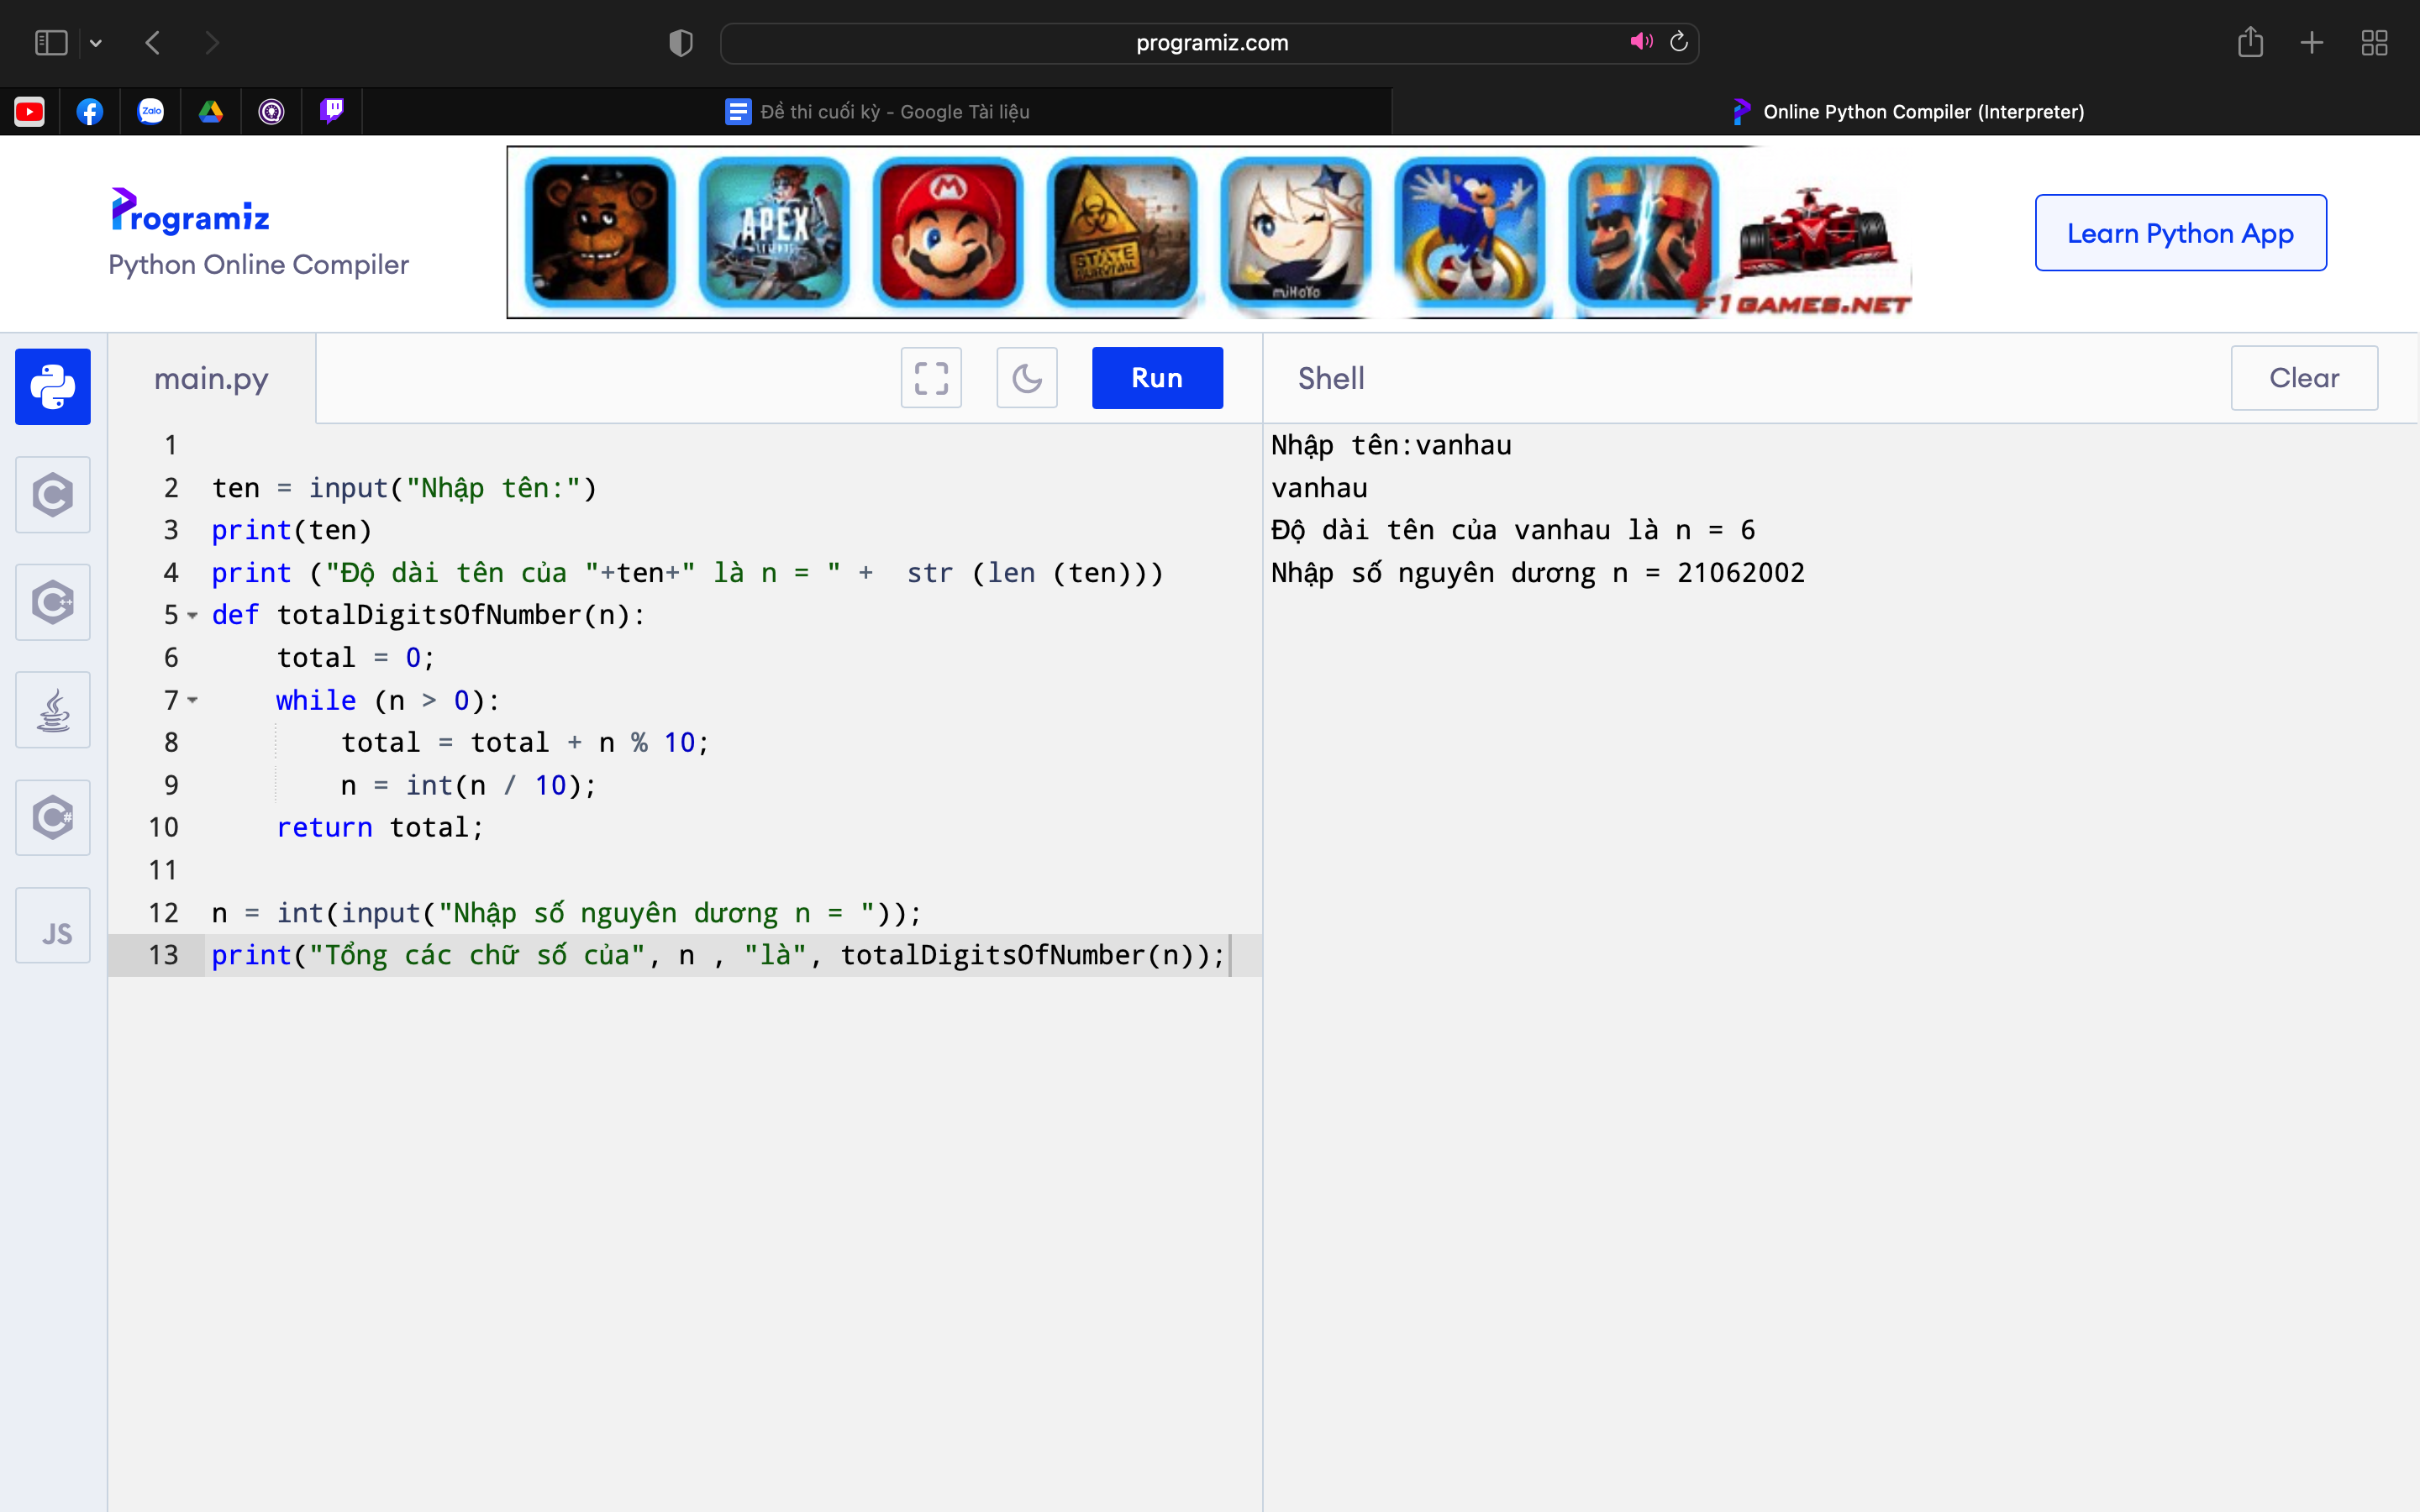 programiz.com
Zalo
Đề thi cuối kỳ - Google Tài liệu
Online Python Compiler (Interpreter)
Programiz
Python Online Compiler
APEX
LEGENDS
M
STATE
SURVIVAL
miHoYo
F1GAMES.NET
Learn Python App
main.py
Run
Shell
Clear
1
2 ten = input("Nhập tên:")
3 print(ten)
4 print ("Độ dài tên của "+ten+" là n = " +  str (len (ten)))
5 def totalDigitsOfNumber(n):
6     total = 0;
7     while (n > 0):
8         total = total + n % 10;
9         n = int(n / 10);
10     return total;
11
12 n = int(input("Nhập số nguyên dương n = "));
13 print("Tổng các chữ số của", n , "là", totalDigitsOfNumber(n));
Nhập tên:vanhau
vanhau
Độ dài tên của vanhau là n = 6
Nhập số nguyên dương n = 21062002
C
C++
C#
JS